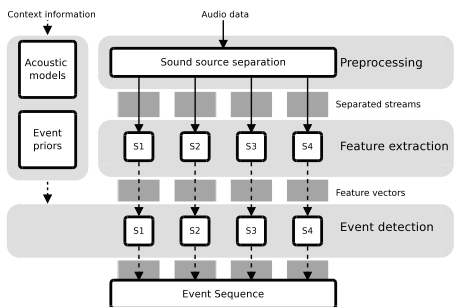 Context information
Audio data
Acoustic
models
Sound source separation
Preprocessing
Separated streams
Event
priors
S1 S2 S3 S4
Feature extraction
Feature vectors
S1 S2 S3 S4
Event detection
Event Sequence